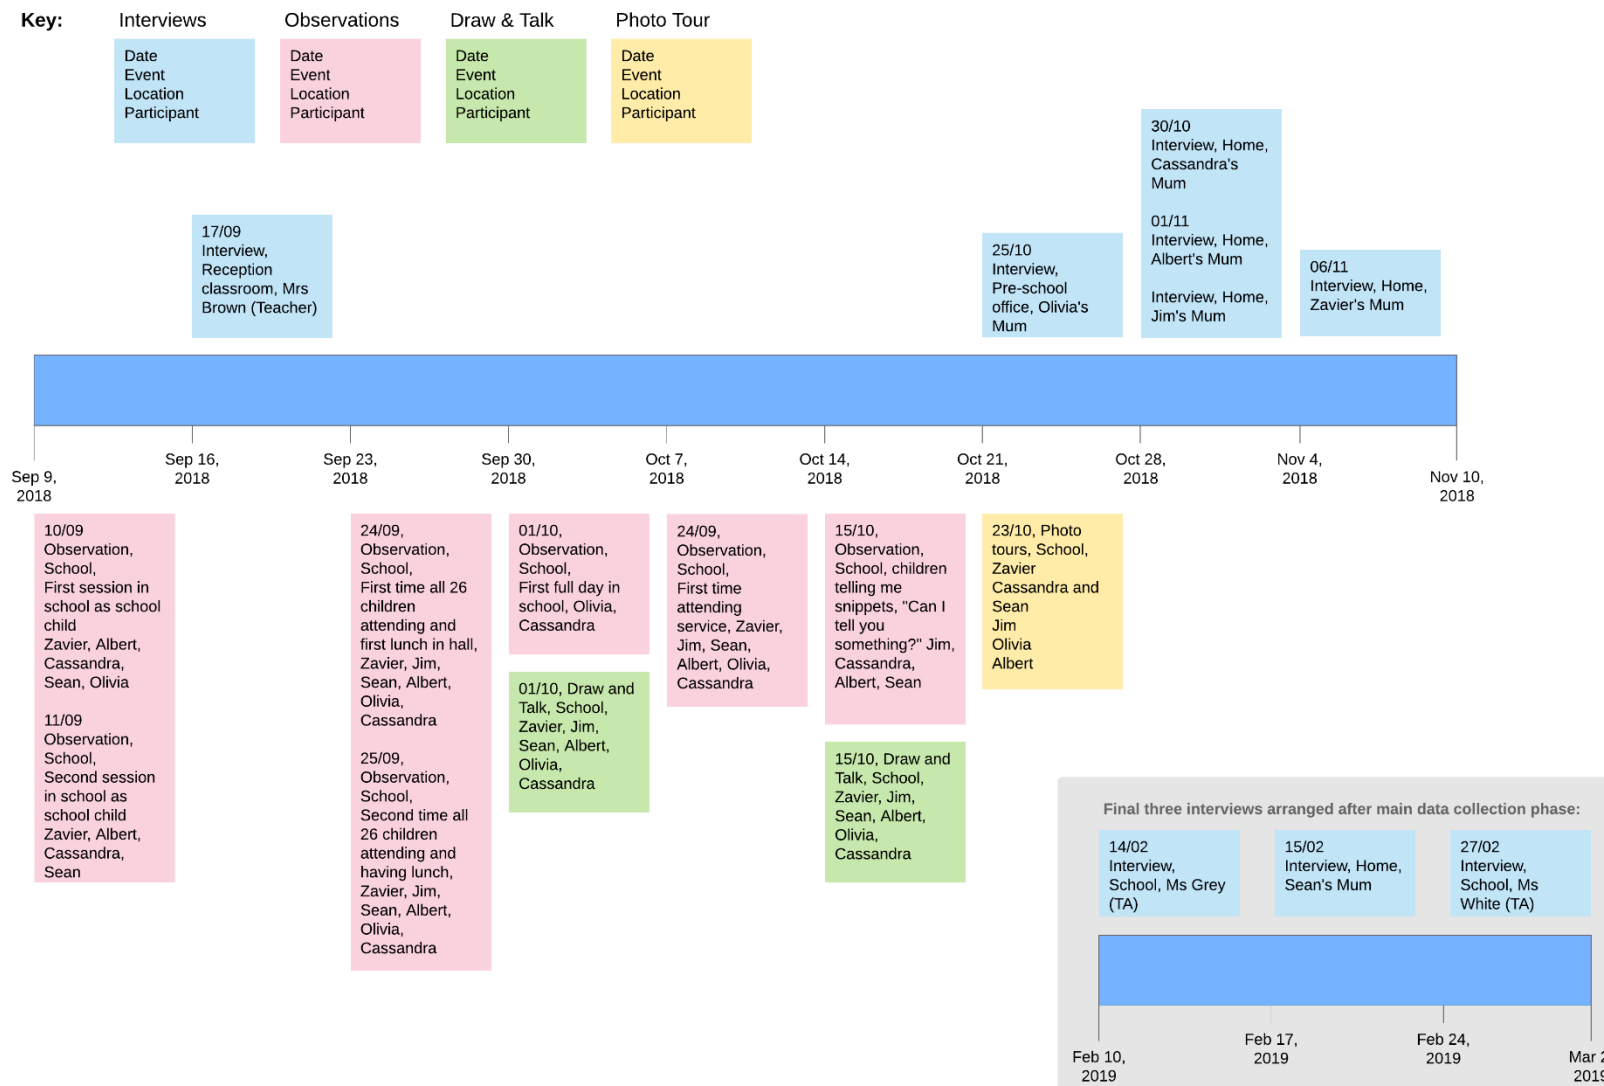 Key:
Interviews
Observations
Draw & Talk
Photo Tour
Date
Event
Location
Participant
Date
Event
Location
Participant
Date
Event
Location
Participant
Date
Event
Location
Participant
17/09
Interview,
Reception
classroom, Mrs
Brown (Teacher)
25/10
Interview,
Pre-school
office, Olivia's
Mum
30/10
Interview, Home,
Cassandra's
Mum
01/11
Interview, Home,
Albert's Mum
Interview, Home,
Jim's Mum
06/11
Interview, Home,
Zavier's Mum
Sep 9,
2018
Sep 16,
2018
Sep 23,
2018
Sep 30,
2018
Oct 7,
2018
Oct 14,
2018
Oct 21,
2018
Oct 28,
2018
Nov 4,
2018
Nov 10,
2018
10/09
Observation,
School,
First session in
school as school
child
Zavier, Albert,
Cassandra,
Sean, Olivia
11/09
Observation,
School,
Second session
in school as
school child
Zavier, Albert,
Cassandra,
Sean
24/09,
Observation,
School,
First time all 26
children
attending and
first lunch in hall,
Zavier, Jim,
Sean, Albert,
Olivia,
Cassandra
25/09,
Observation,
School,
Second time all
26 children
attending and
having lunch,
Zavier, Jim,
Sean, Albert,
Olivia,
Cassandra
01/10,
Observation,
School,
First full day in
school, Olivia,
Cassandra
01/10, Draw and
Talk, School,
Zavier, Jim,
Sean, Albert,
Olivia,
Cassandra
24/09,
Observation,
School,
First time
attending
service, Zavier,
Jim, Sean,
Albert, Olivia,
Cassandra
15/10,
Observation,
School, children
telling me
snippets, "Can I
tell you
something?" Jim,
Cassandra,
Albert, Sean
15/10, Draw and
Talk, School,
Zavier, Jim,
Sean, Albert,
Olivia,
Cassandra
23/10, Photo
tours, School,
Zavier
Cassandra and
Sean
Jim
Olivia
Albert
Final three interviews arranged after main data collection phase:
14/02
Interview,
School, Ms Grey
(TA)
15/02
Interview, Home,
Sean's Mum
27/02
Interview,
School, Ms
White (TA)
Feb 10,
2019
Feb 17,
2019
Feb 24,
2019
Mar 2
2019